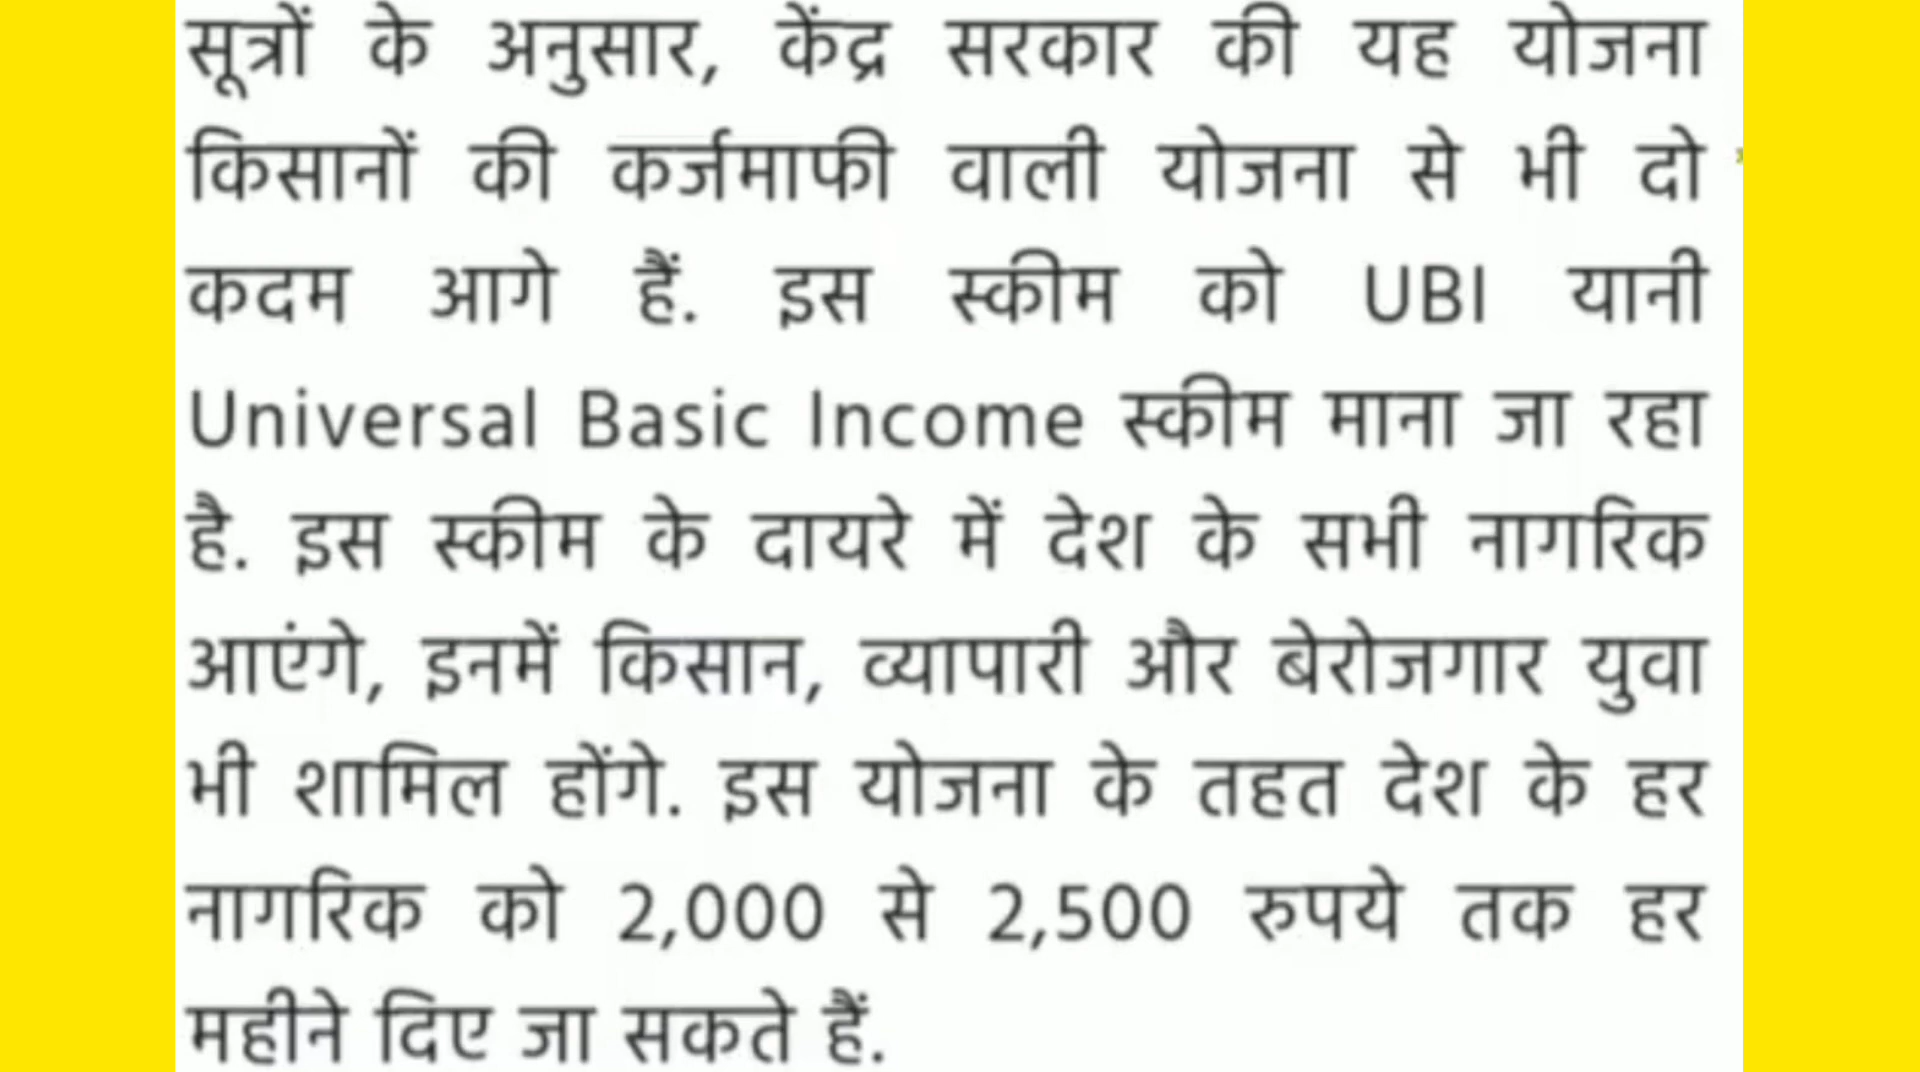 सूत्रों के अनुसार, केंद्र सरकार की यह योजना
किसानों की कर्जमाफी वाली योजना से भी दो
कदम आगे हैं. इस स्कीम को UBI यानी
Universal Basic Income स्कीम माना जा रहा
है. इस स्कीम के दायरे में देश के सभी नागरिक
आएंगे, इनमें किसान, व्यापारी और बेरोजगार युवा
भी शामिल होंगे. इस योजना के तहत देश के हर
नागरिक को 2,000 से 2,500 रुपये तक हर
महीने दिए जा सकते हैं.